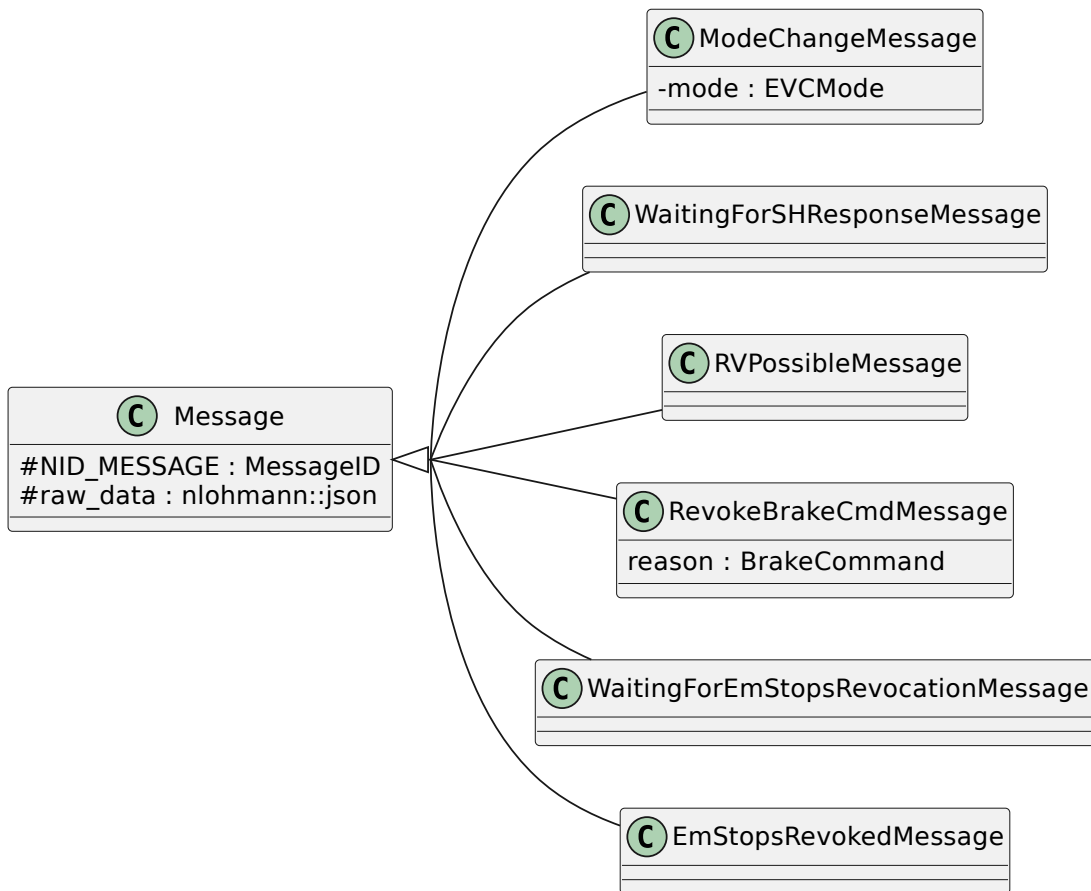 C ModeChangeMessage
-mode : EVCMode
C WaitingForSHResponseMessage
C RVPossibleMessage
C Message
#NID_MESSAGE : MessageID
#raw_data : nlohmann::json
C RevokeBrakeCmdMessage
reason : BrakeCommand
C WaitingForEmStopsRevocationMessage
C EmStopsRevokedMessage